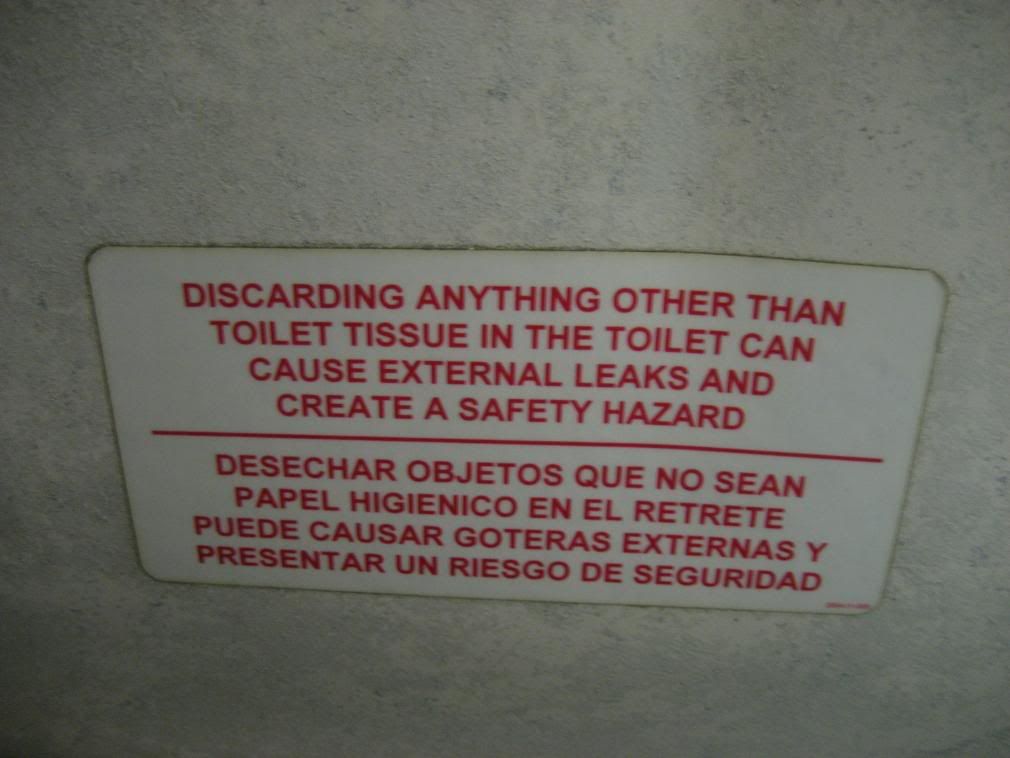 DISCARDING ANYTHING OTHER THAN
TOILET TISSUE IN THE TOILET CAN
CAUSE EXTERNAL LEAKS AND
CREATE A SAFETY HAZARD
DESECHAR OBJETOS QUE NO SEAN
PAPEL HIGIENICO EN EL RETRETE
PUEDE CAUSAR GOTERAS EXTERNAS Y
PRESENTAR UN RIESGO DE SEGURIDAD